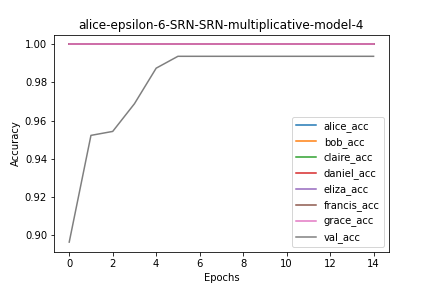 alice-epsilon-6-SRN-SRN-multiplicative-model-4
1.00
0.98
0.96
0.94
0.92
0.90
Accuracy
alice_acc
bob_acc
claire_acc
daniel_acc
eliza_acc
francis_acc
grace_acc
val_acc
0 2 4 6 8 10 12 14
Epochs